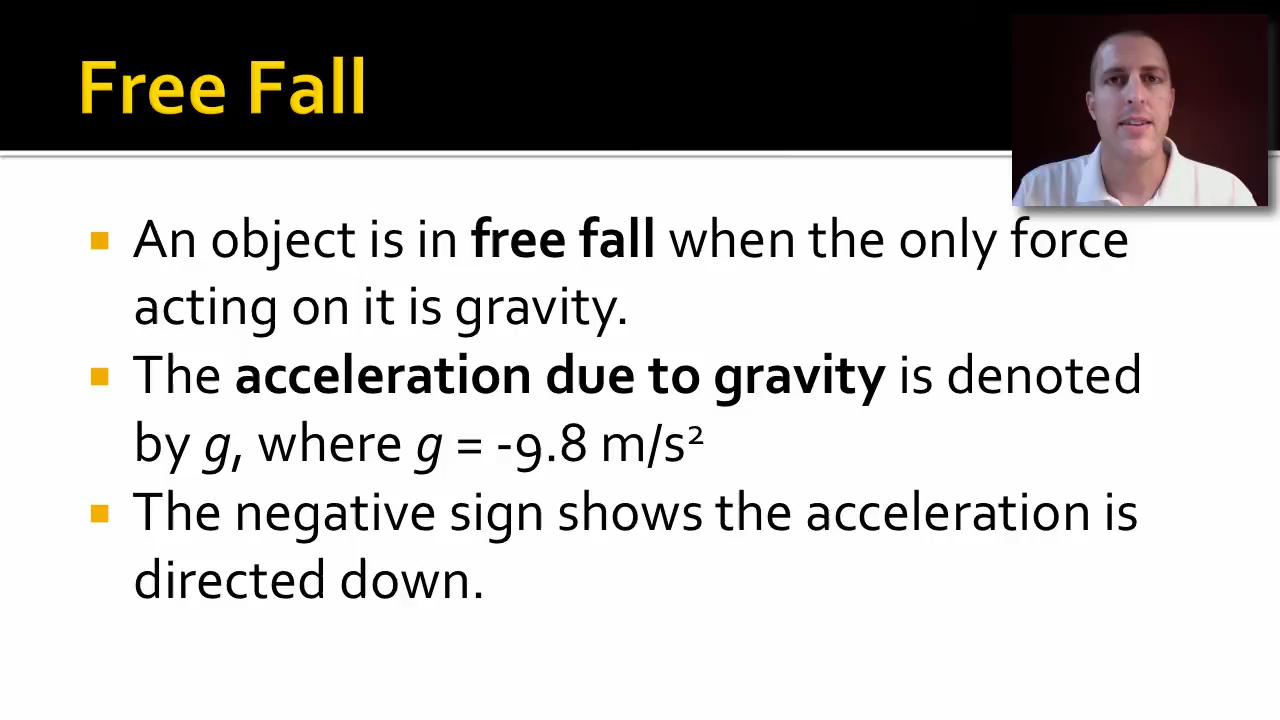 Free Fall
An object is in free fall when the only force
acting on it is gravity.
The acceleration due to gravity is denoted
by g, where g = -9.8 m/s²
The negative sign shows the acceleration is
directed down.